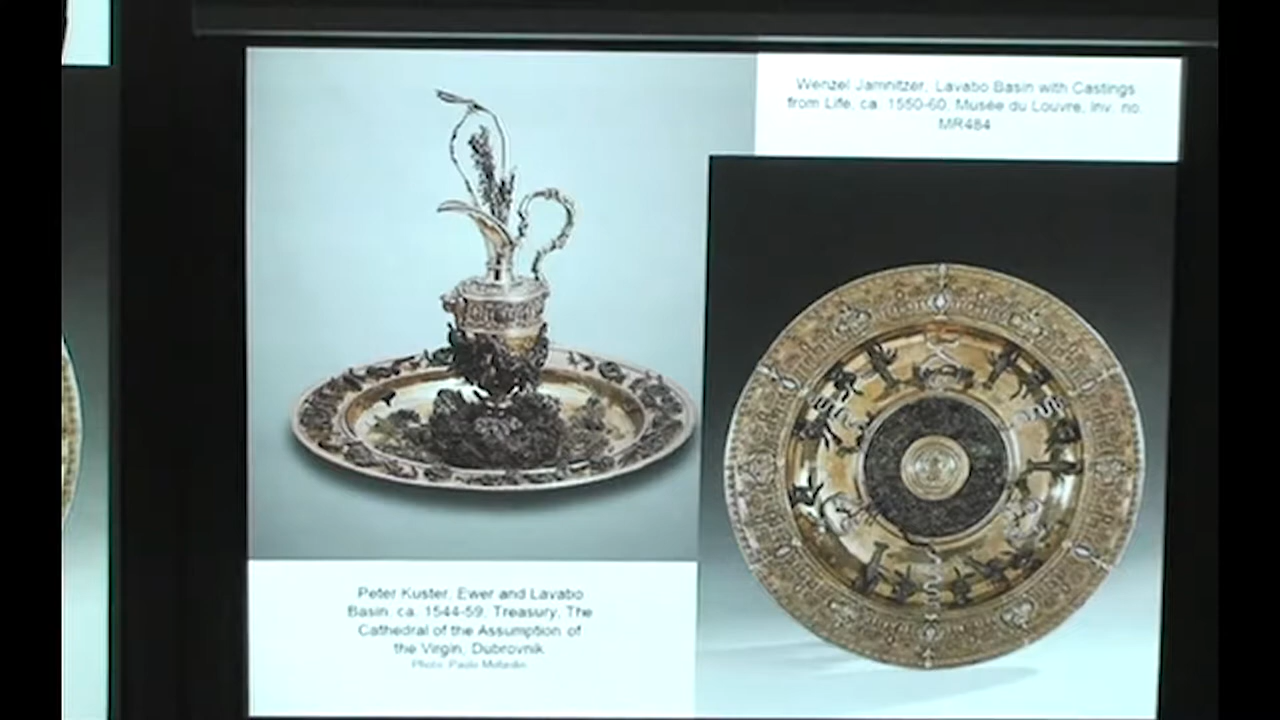 Wenzel Jamnitzer, Lavabo Basin with Castings
from Life, ca. 1550-60. Musée du Louvre, Inv. no.
MR484
Peter Kuster. Ewer and Lavabo
Basin. ca. 1544-59. Treasury, The
Cathedral of the Assumption of
the Virgin, Dubrovnik
Photo: